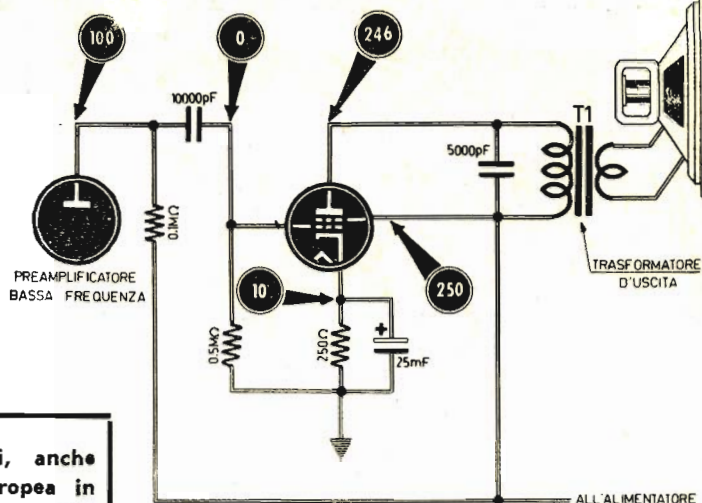 100
0
246
10000pF
T1
5000pF
0.1MΩ
PREAMPLIFICATORE
BASSA FREQUENZA
TRASFORMATORE
D'USCITA
10
250
0.5MΩ
250Ω
+
25mF
i, anche
ropea in
ALL'ALIMENTATORE